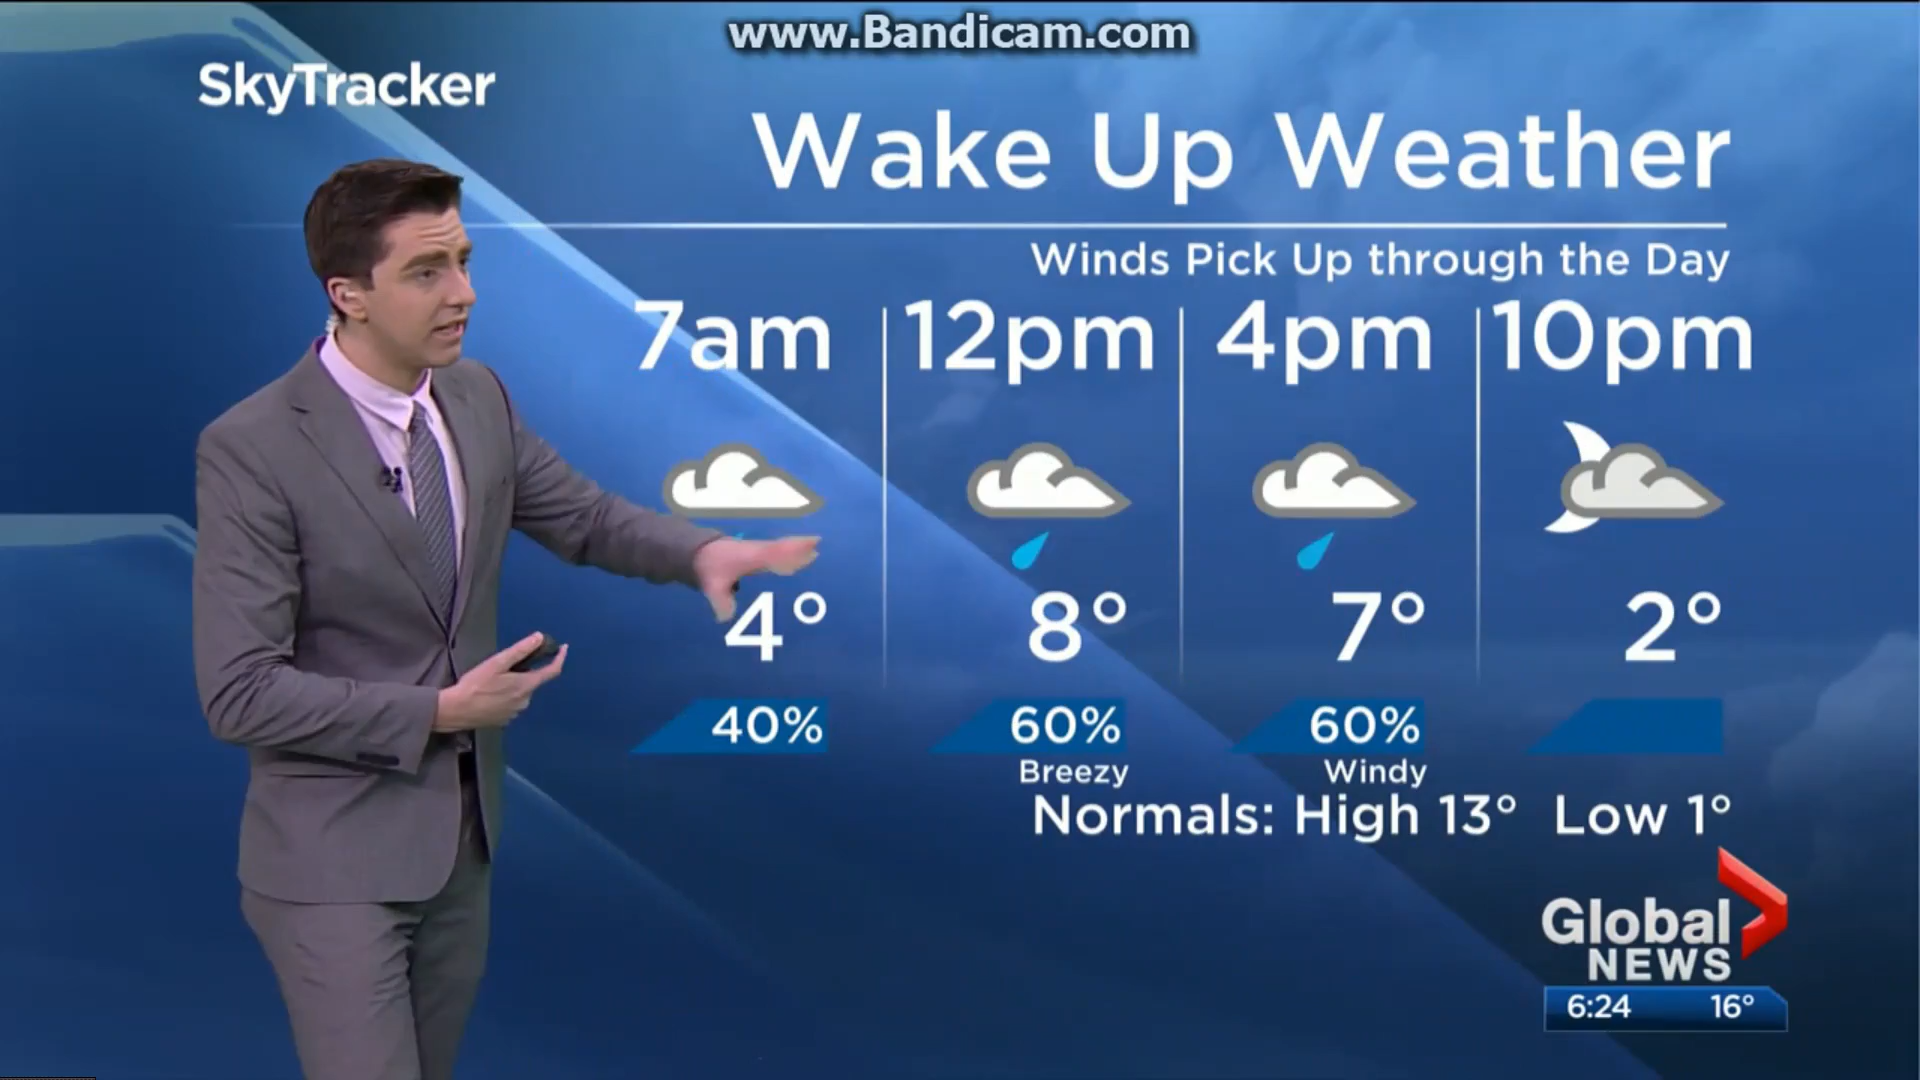 www.Bandicam.com
SkyTracker
Wake Up Weather
Winds Pick Up through the Day
7am 12pm 4pm 10pm
4° 8° 7° 2°
40% 60% 60%
Breezy Windy
Normals: High 13° Low 1°
Global
NEWS
6:24 16°